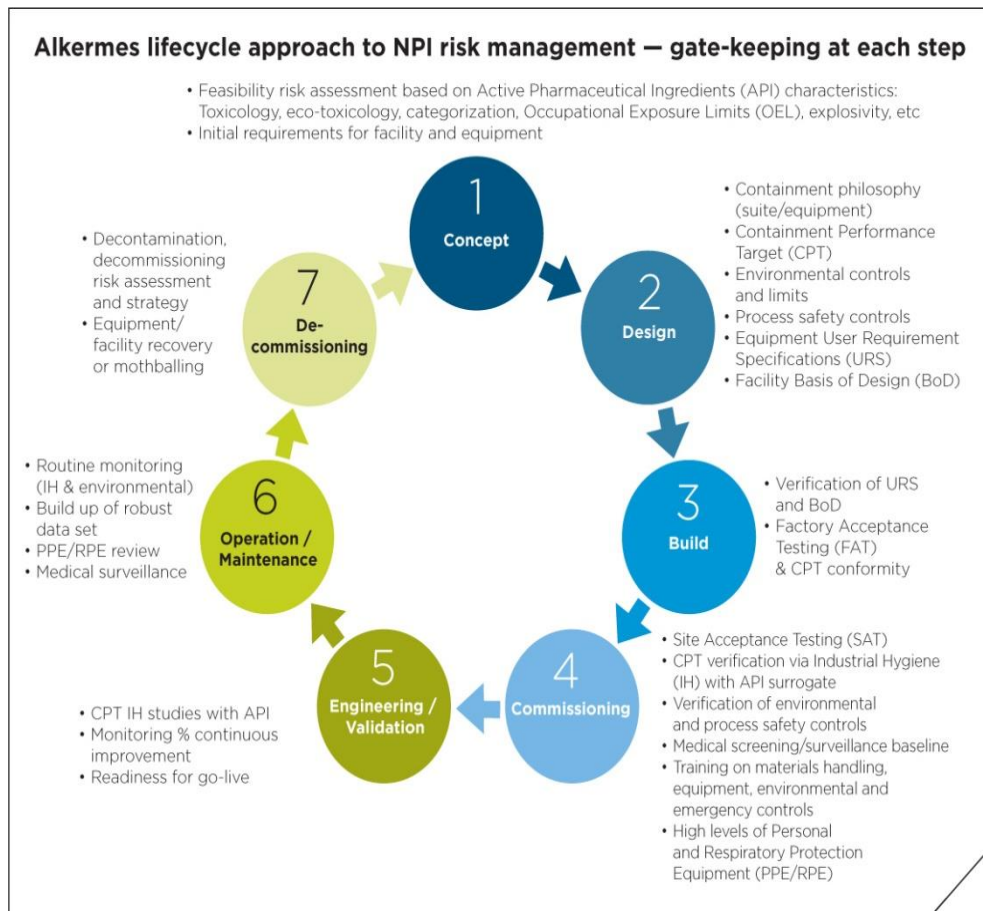 Alkermes lifecycle approach to NPI risk management — gate-keeping at each step
• Feasibility risk assessment based on Active Pharmaceutical Ingredients (API) characteristics:
Toxicology, eco-toxicology, categorization, Occupational Exposure Limits (OEL), explosivity, etc
• Initial requirements for facility and equipment
1
Concept
• Containment philosophy
(suite/equipment)
• Containment Performance
Target (CPT)
• Environmental controls
and limits
• Process safety controls
• Equipment User Requirement
Specifications (URS)
• Facility Basis of Design (BoD)
2
Design
• Verification of URS
and BoD
• Factory Acceptance
Testing (FAT)
& CPT conformity
3
Build
• Site Acceptance Testing (SAT)
• CPT verification via Industrial Hygiene
(IH) with API surrogate
• Verification of environmental
and process safety controls
• Medical screening/surveillance baseline
• Training on materials handling,
equipment, environmental and
emergency controls
• High levels of Personal
and Respiratory Protection
Equipment (PPE/RPE)
4
Commissioning
5
Engineering /
Validation
• CPT IH studies with API
• Monitoring % continuous
improvement
• Readiness for go-live
6
Operation /
Maintenance
• Routine monitoring
(IH & environmental)
• Build up of robust
data set
• PPE/RPE review
• Medical surveillance
7
De-
commissioning
• Decontamination,
decommissioning
risk assessment
and strategy
• Equipment/
facility recovery
or mothballing